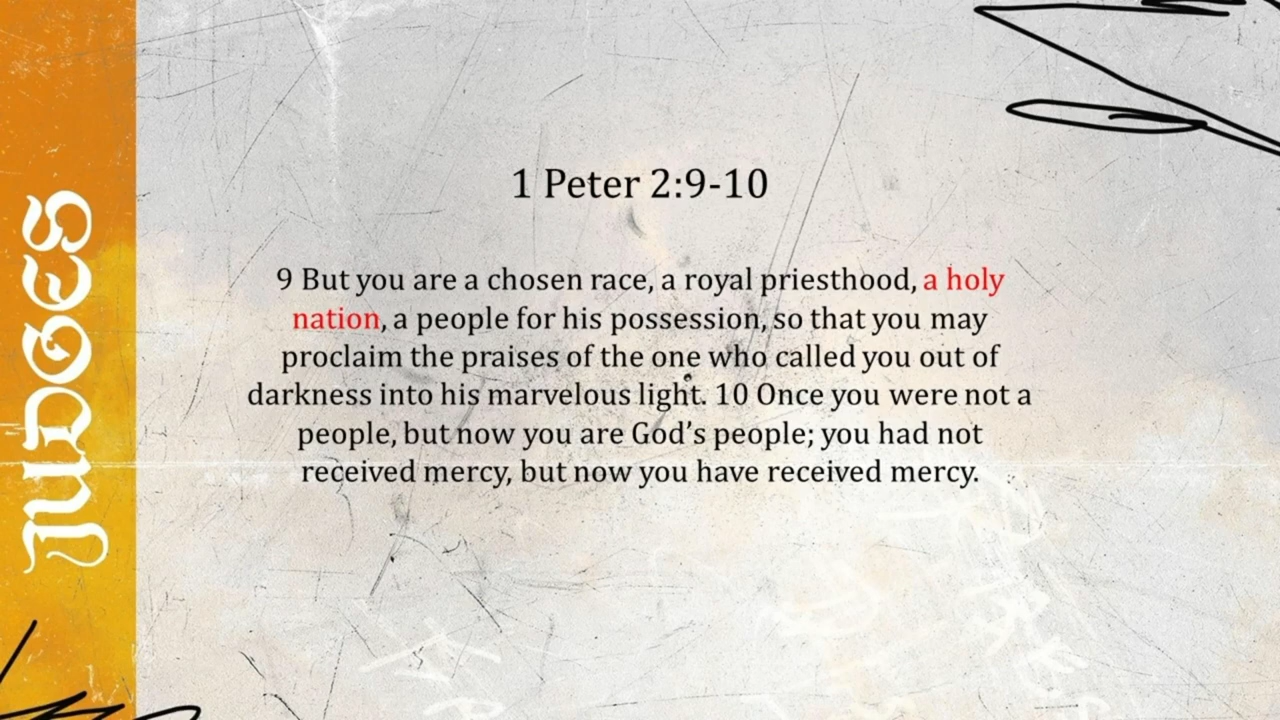 JUDGES
1 Peter 2:9-10
9 But you are a chosen race, a royal priesthood, a holy
nation, a people for his possession, so that you may
proclaim the praises of the one who called you out of
darkness into his marvelous light. 10 Once you were not a
people, but now you are God’s people; you had not
received mercy, but now you have received mercy.